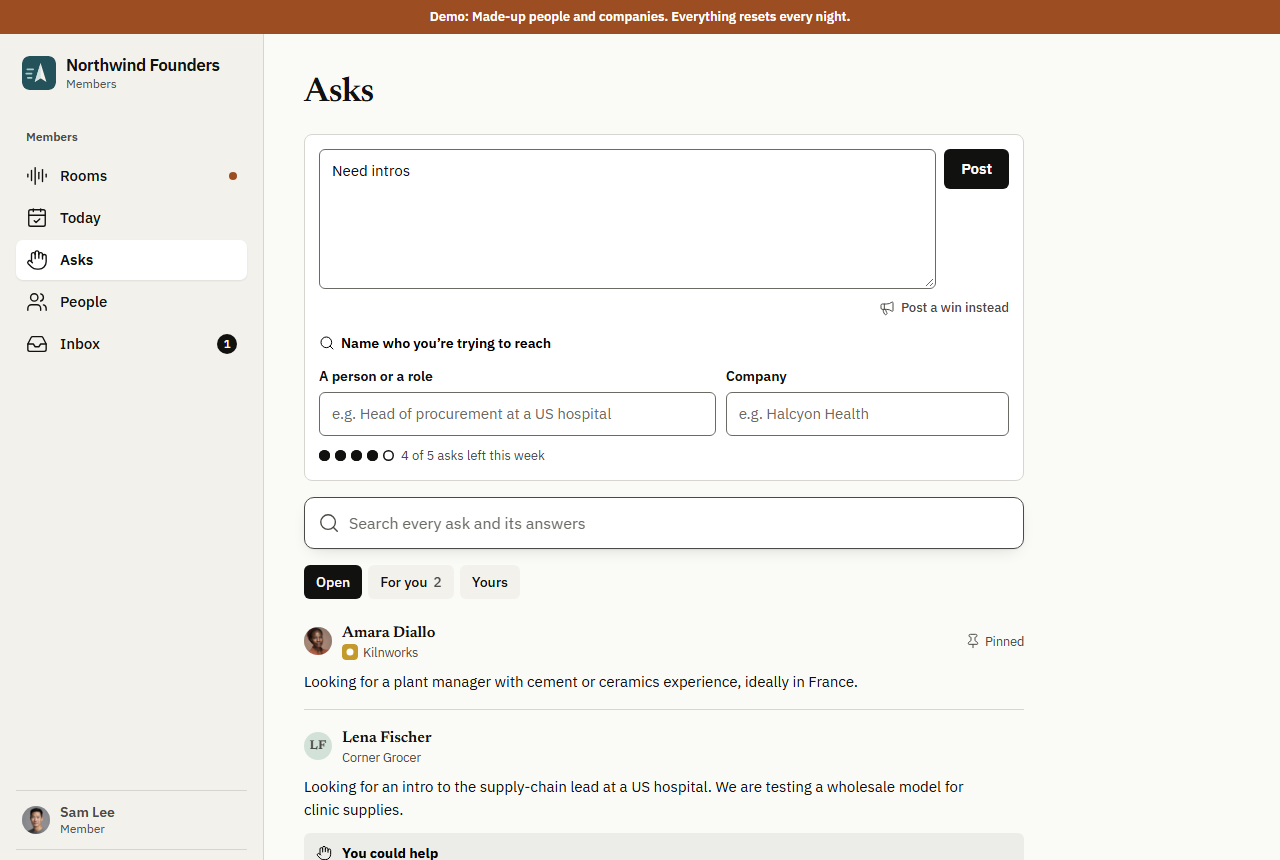 Demo: Made-up people and companies. Everything resets every night.
Northwind Founders
Members
Members
Rooms
Today
Asks
People
Inbox
1
Sam Lee
Member
Asks
Need intros
Post
Post a win instead
Name who you’re trying to reach
A person or a role
Company
e.g. Head of procurement at a US hospital
e.g. Halcyon Health
4 of 5 asks left this week
Search every ask and its answers
Open
For you 2
Yours
Amara Diallo
Kilnworks
Pinned
Looking for a plant manager with cement or ceramics experience, ideally in France.
LF
Lena Fischer
Corner Grocer
Looking for an intro to the supply-chain lead at a US hospital. We are testing a wholesale model for
clinic supplies.
You could help